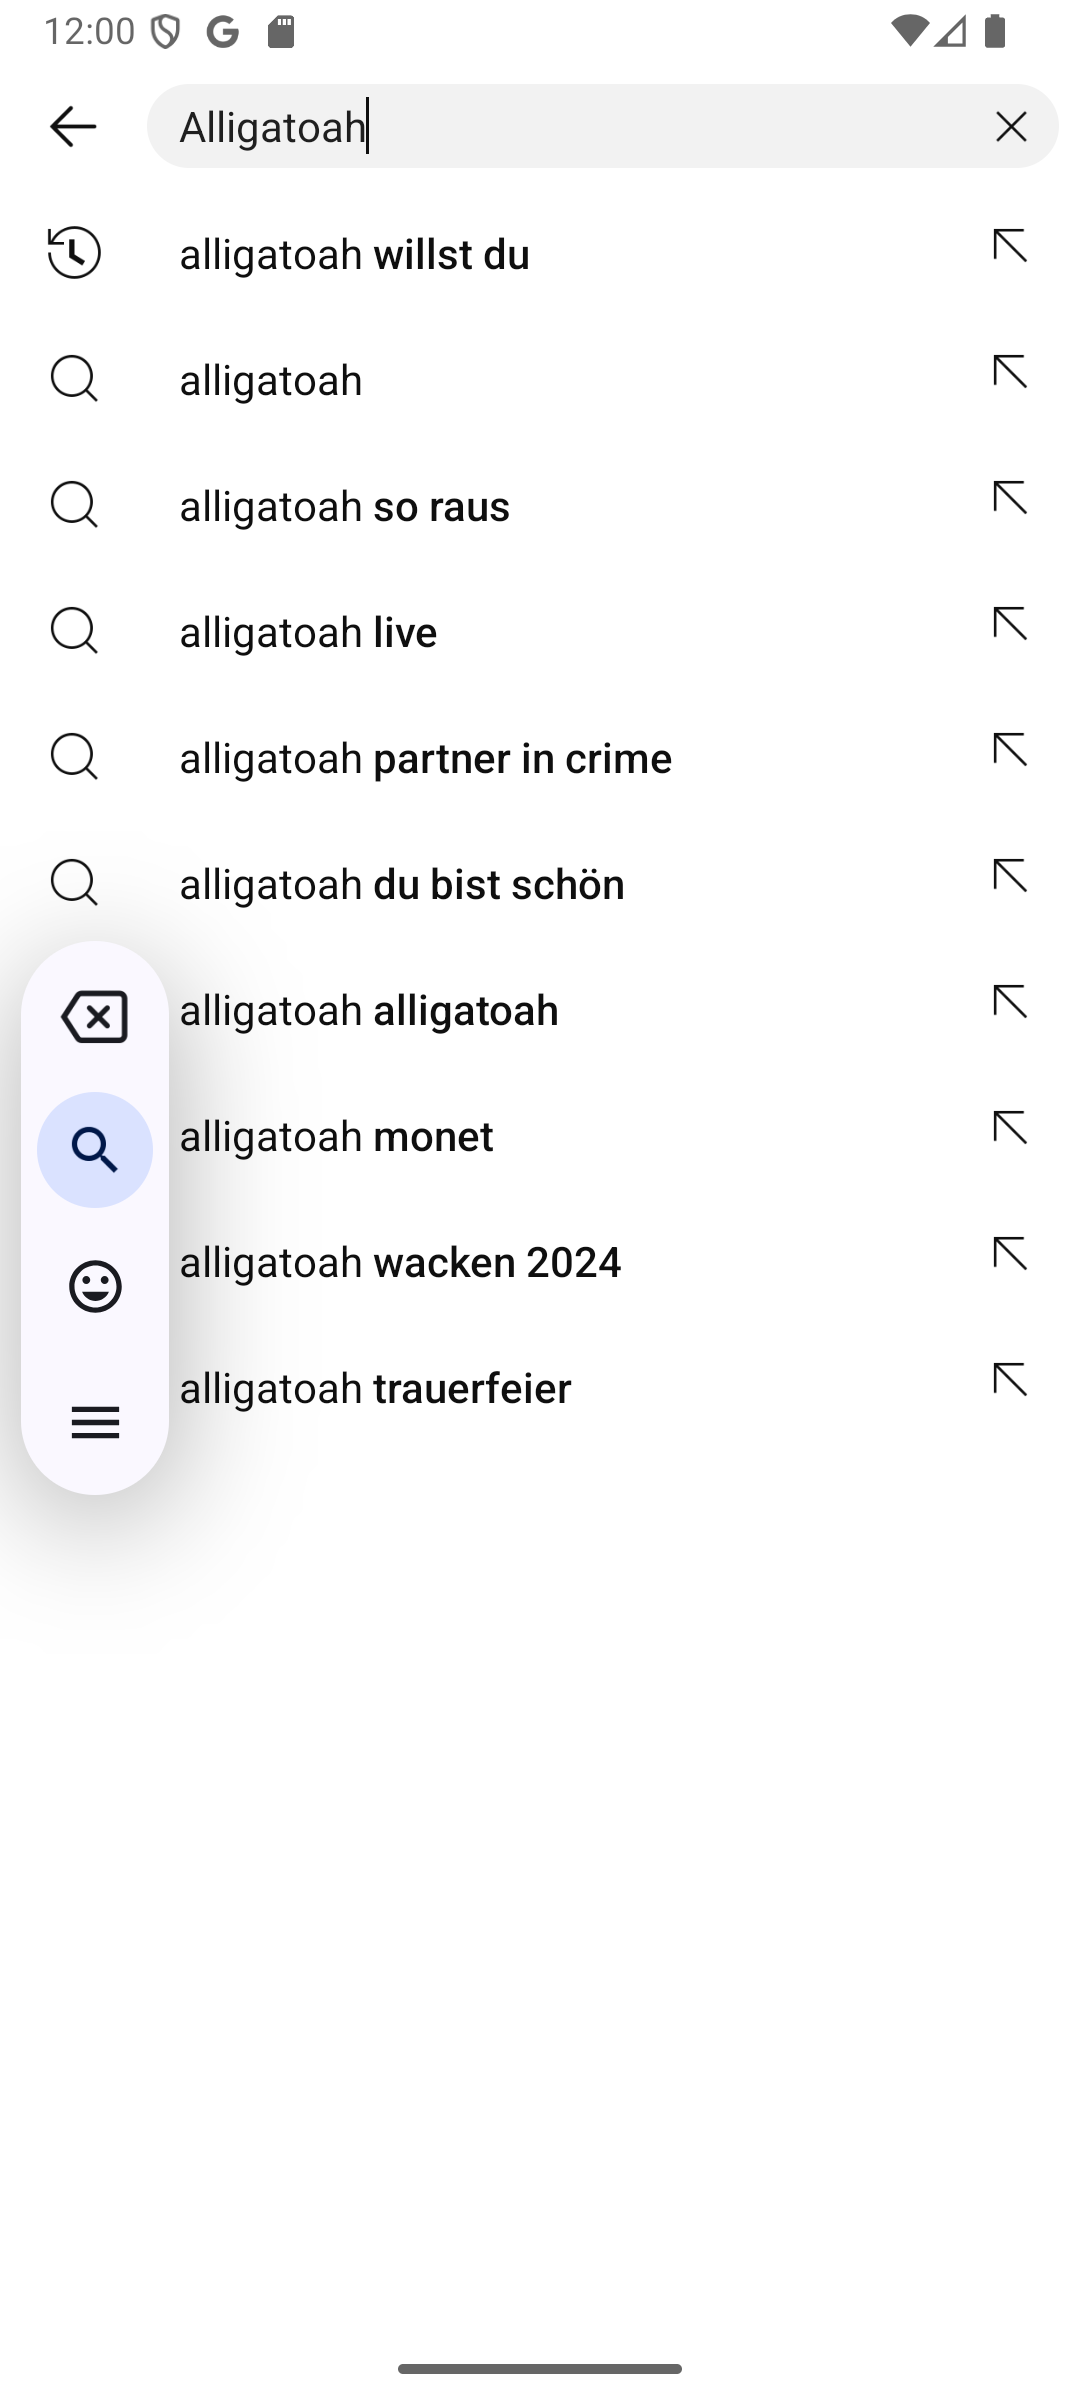 12:00
Alligatoah
alligatoah willst du
alligatoah
alligatoah so raus
alligatoah live
alligatoah partner in crime
alligatoah du bist schön
alligatoah alligatoah
alligatoah monet
alligatoah wacken 2024
alligatoah trauerfeier